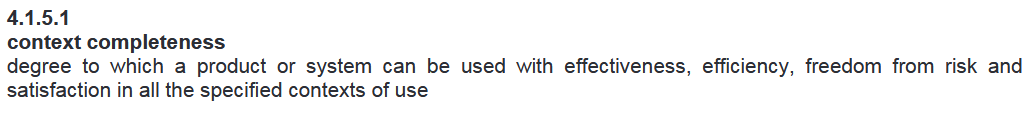 4.1.5.1
context completeness
degree to which a product or system can be used with effectiveness, efficiency, freedom from risk and
satisfaction in all the specified contexts of use